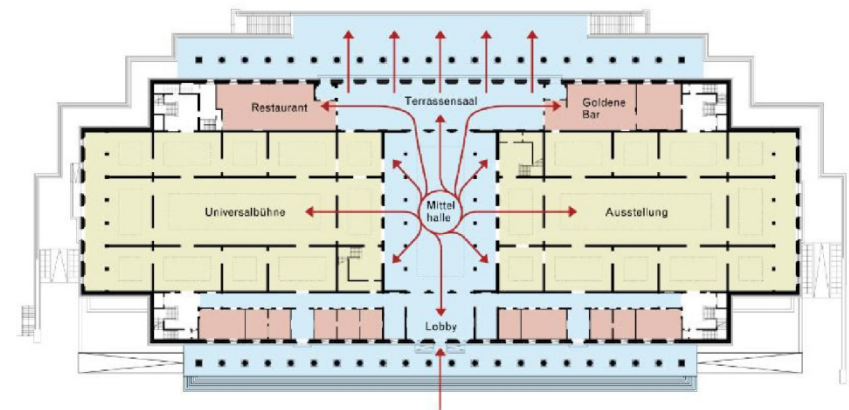 Restaurant
Terrassensaal
Goldene
Bar
Universalbühne
Mittel
halle
Ausstellung
Lobby